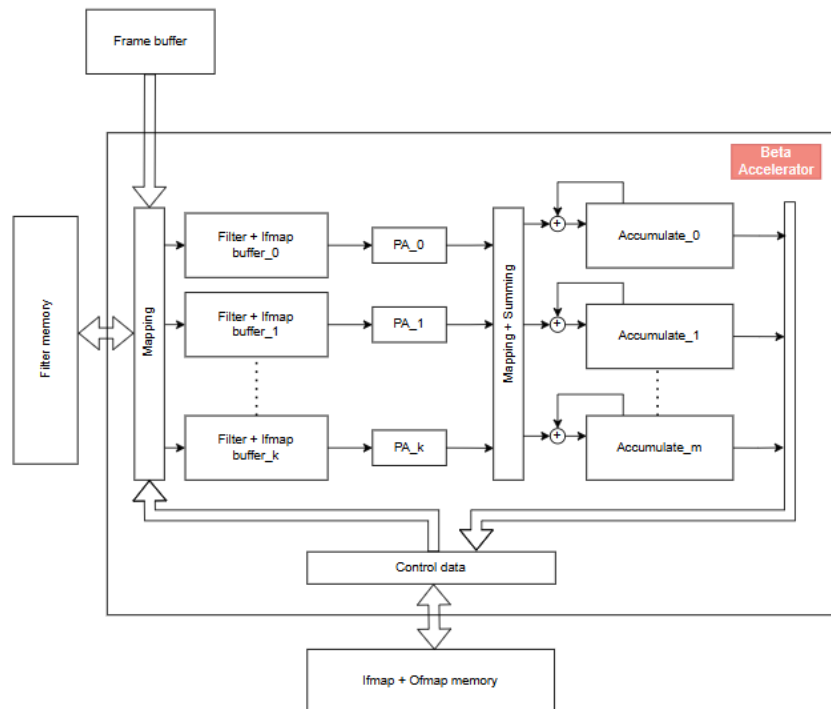 Frame buffer
Beta
Accelerator
Filter memory
Mapping
Filter + Ifmap
buffer_0
PA_0
Mapping + Summing
+
Accumulate_0
Filter + Ifmap
buffer_1
PA_1
+
Accumulate_1
Filter + Ifmap
buffer_k
PA_k
+
Accumulate_m
Control data
Ifmap + Ofmap memory